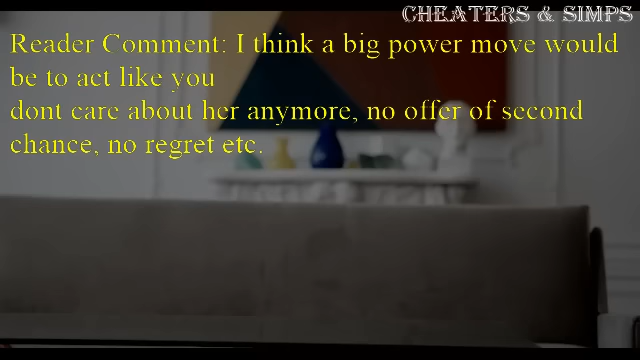 CHEATERS & SIMPS
Reader Comment: I think a big power move would
be to act like you
dont care about her anymore, no offer of second
chance, no regret etc.